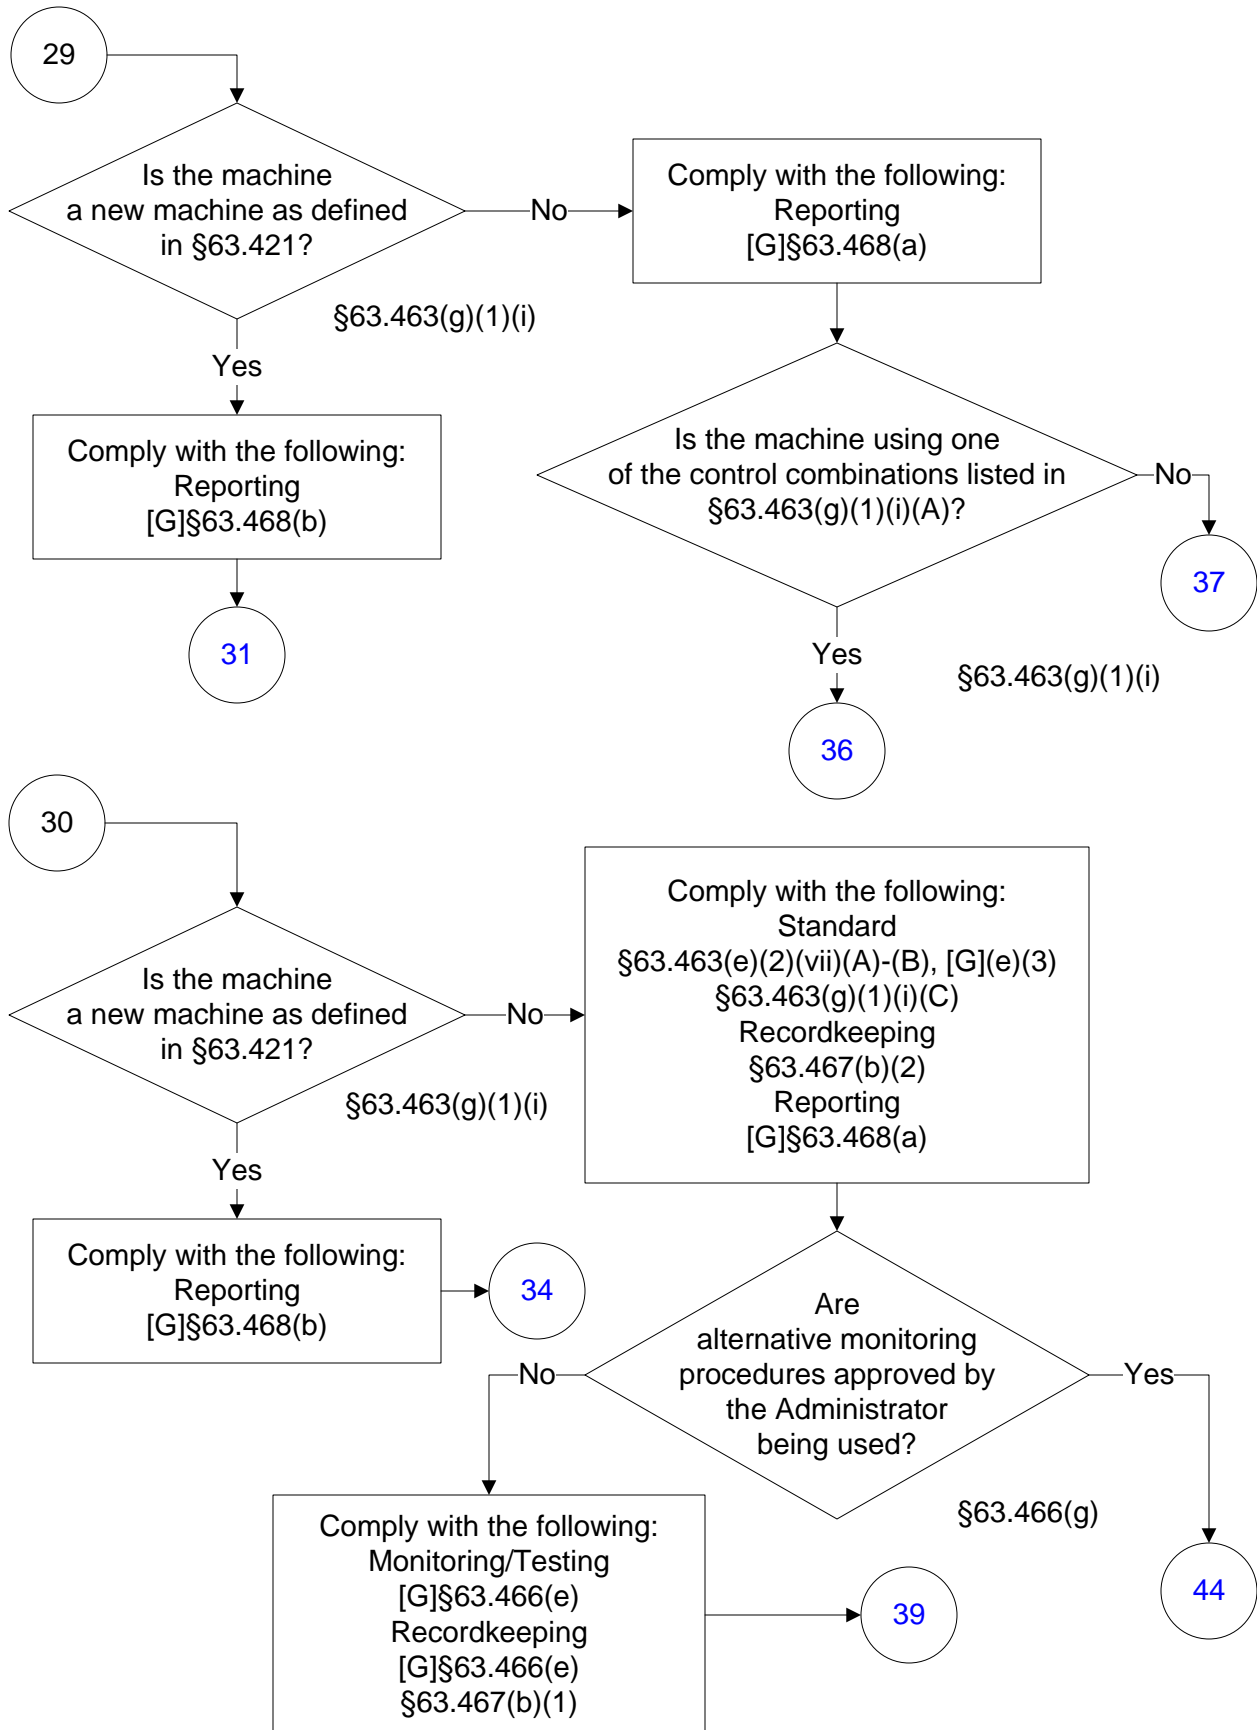 29
Is the machine
a new machine as defined
in §63.421?
No
Comply with the following:
Reporting
[G]§63.468(a)
§63.463(g)(1)(i)
Yes
Comply with the following:
Reporting
[G]§63.468(b)
31
Is the machine using one
of the control combinations listed in
§63.463(g)(1)(i)(A)?
No
37
Yes
§63.463(g)(1)(i)
36
30
Is the machine
a new machine as defined
in §63.421?
No
Comply with the following:
Standard
§63.463(e)(2)(vii)(A)-(B), [G](e)(3)
§63.463(g)(1)(i)(C)
Recordkeeping
§63.467(b)(2)
Reporting
[G]§63.468(a)
§63.463(g)(1)(i)
Yes
Comply with the following:
Reporting
[G]§63.468(b)
34
Are
alternative monitoring
procedures approved by
the Administrator
being used?
No
Yes
§63.466(g)
44
Comply with the following:
Monitoring/Testing
[G]§63.466(e)
Recordkeeping
[G]§63.466(e)
§63.467(b)(1)
39